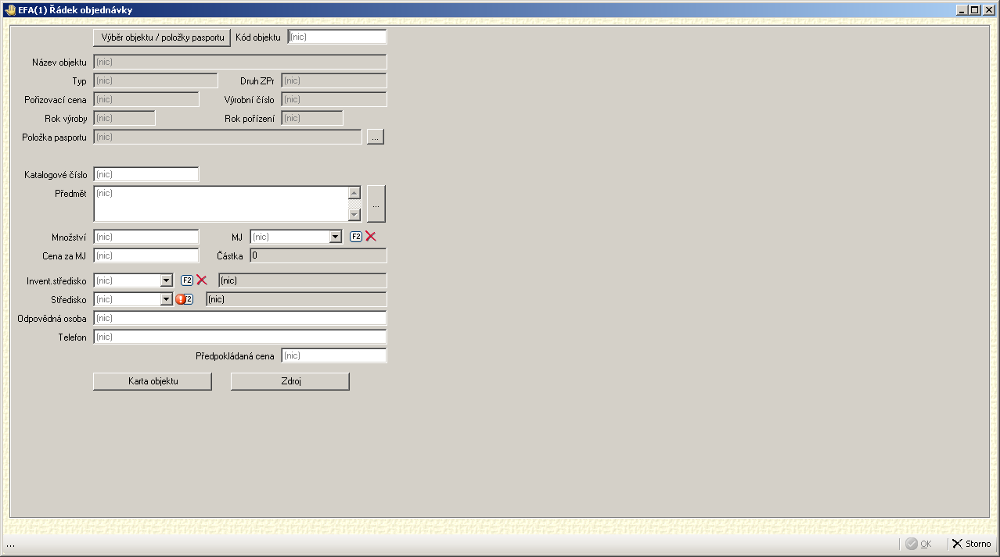 EFA(1) Řádek objednávky
Výběr objektu / položky pasportu Kód objektu (nic)
Název objektu (nic)
Typ (nic) Druh ZPr (nic)
Pořizovací cena (nic) Výrobní číslo (nic)
Rok výroby (nic) Rok pořízení (nic)
Položka pasportu (nic) ...
Katalogové číslo (nic)
Předmět (nic) ...
Množství (nic) MJ (nic) F2
Cena za MJ (nic) Částka 0
Invent.středisko (nic) F2 (nic)
Středisko (nic) 2 (nic)
Odpovědná osoba (nic)
Telefon (nic)
Předpokládaná cena (nic)
Karta objektu Zdroj
... OK Storno